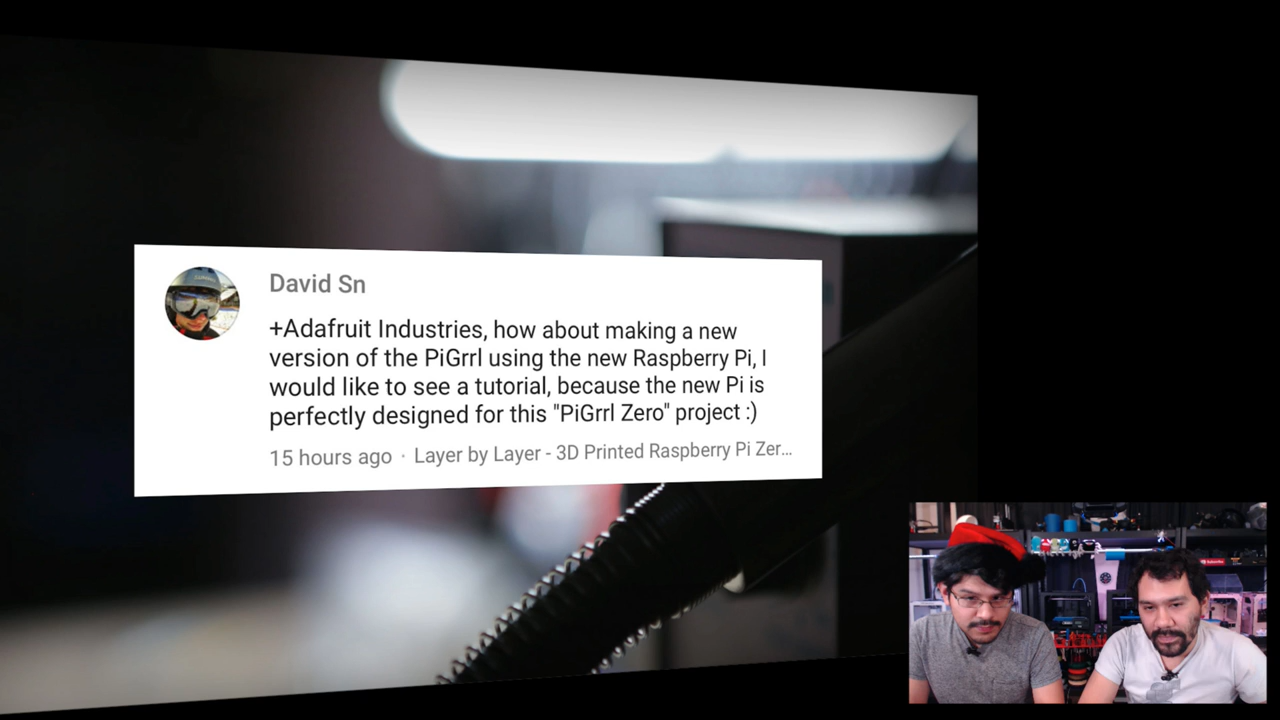 David Sn
+Adafruit Industries, how about making a new
version of the PiGrrl using the new Raspberry Pi, I
would like to see a tutorial, because the new Pi is
perfectly designed for this "PiGrrl Zero" project :)
15 hours ago · Layer by Layer - 3D Printed Raspberry Pi Zer...
Subscribe